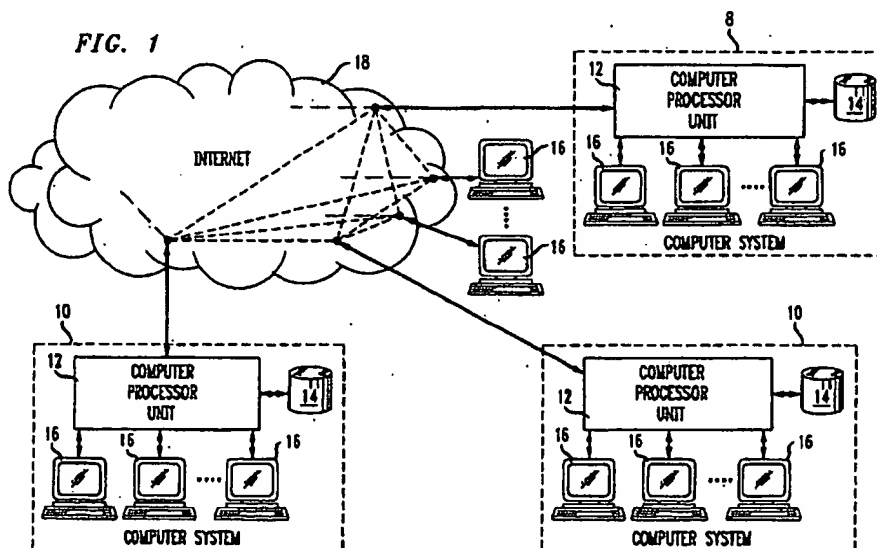 FIG. 1
18
INTERNET
16
16
8
12
COMPUTER
PROCESSOR
UNIT
14
16
16
16
COMPUTER SYSTEM
10
12
COMPUTER
PROCESSOR
UNIT
14
16
16
16
COMPUTER SYSTEM
10
12
COMPUTER
PROCESSOR
UNIT
14
16
16
16
COMPUTER SYSTEM